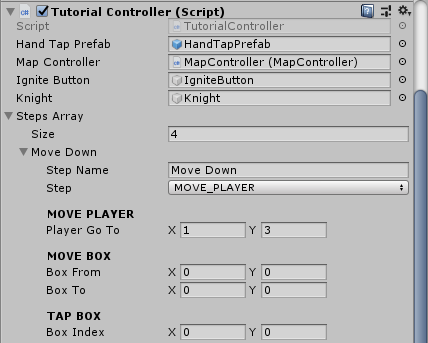 Tutorial Controller (Script)
Script TutorialController
Hand Tap Prefab HandTapPrefab
Map Controller MapController (MapController)
Ignite Button IgniteButton
Knight Knight
Steps Array
Size 4
Move Down
Step Name Move Down
Step MOVE_PLAYER
MOVE PLAYER
Player Go To X 1 Y 3
MOVE BOX
Box From X 0 Y 0
Box To X 0 Y 0
TAP BOX
Box Index X 0 Y 0